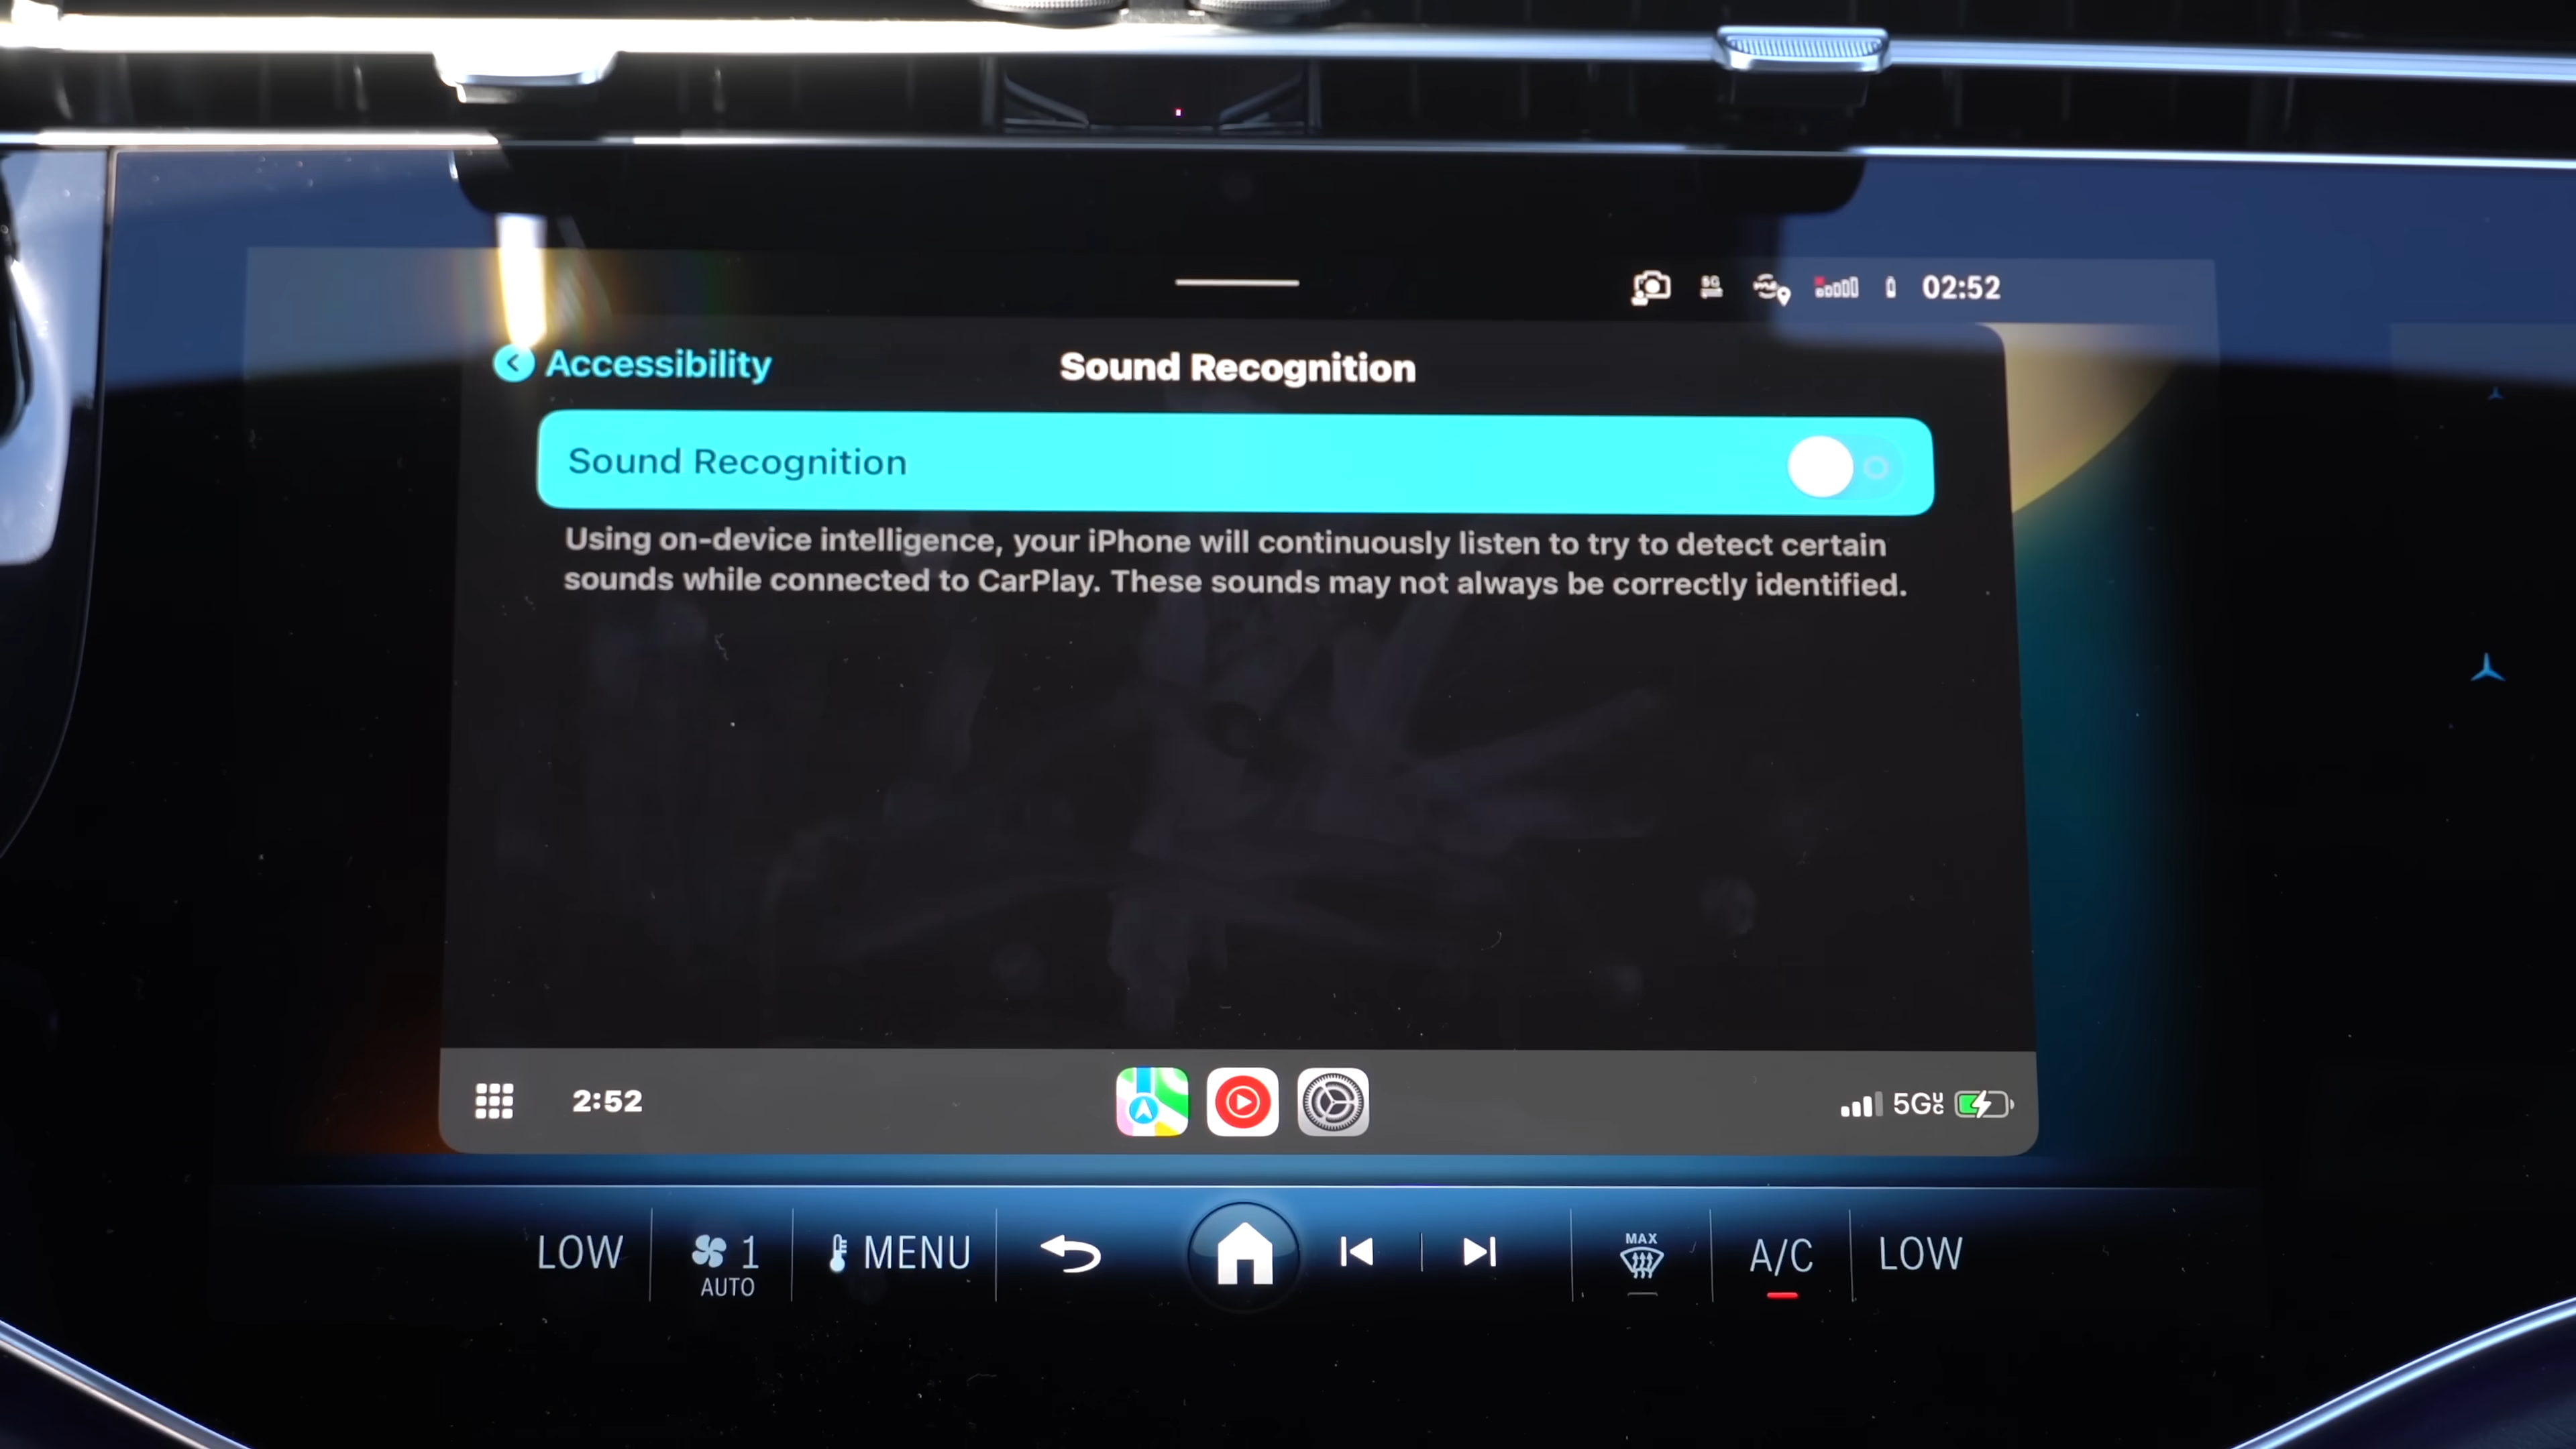 5G
02:52
Accessibility
Sound Recognition
Sound Recognition
Using on-device intelligence, your iPhone will continuously listen to try to detect certain
sounds while connected to CarPlay. These sounds may not always be correctly identified.
2:52
5G UC
LOW
1
AUTO
MENU
MAX
A/C
LOW